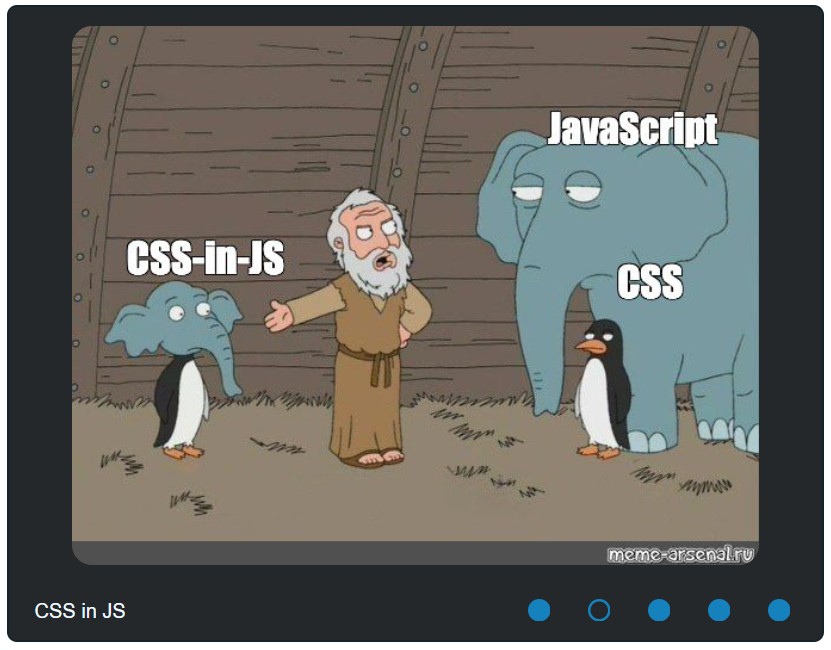 JavaScript
CSS-in-JS
CSS
meme-arsenal.ru
CSS in JS